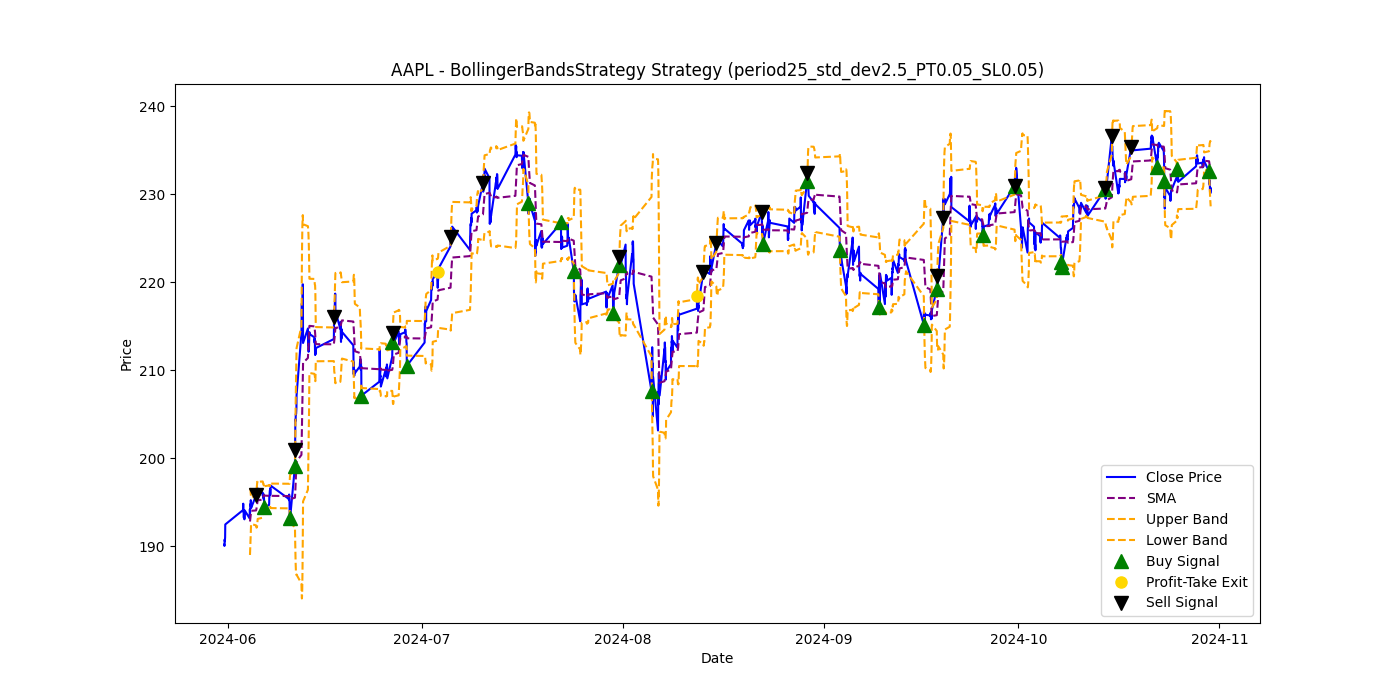 AAPL - BollingerBandsStrategy Strategy (period25_std_dev2.5_PT0.05_SL0.05)
Price
240
230
220
210
200
190
2024-06
2024-07
2024-08
2024-09
2024-10
2024-11
Date
Close Price
SMA
Upper Band
Lower Band
Buy Signal
Profit-Take Exit
Sell Signal